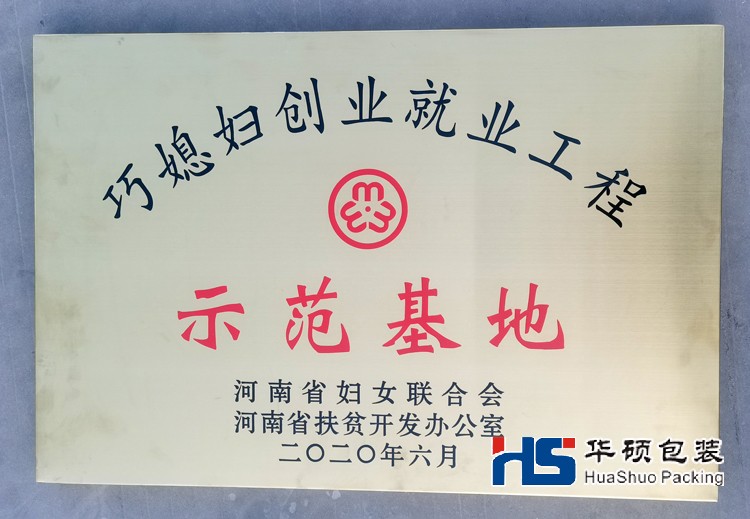 巧媳妇创业就业工程
示范基地
河南省妇女联合会
河南省扶贫开发办公室
二〇二〇年六月
HS 华硕包装
HuaShuo Packing